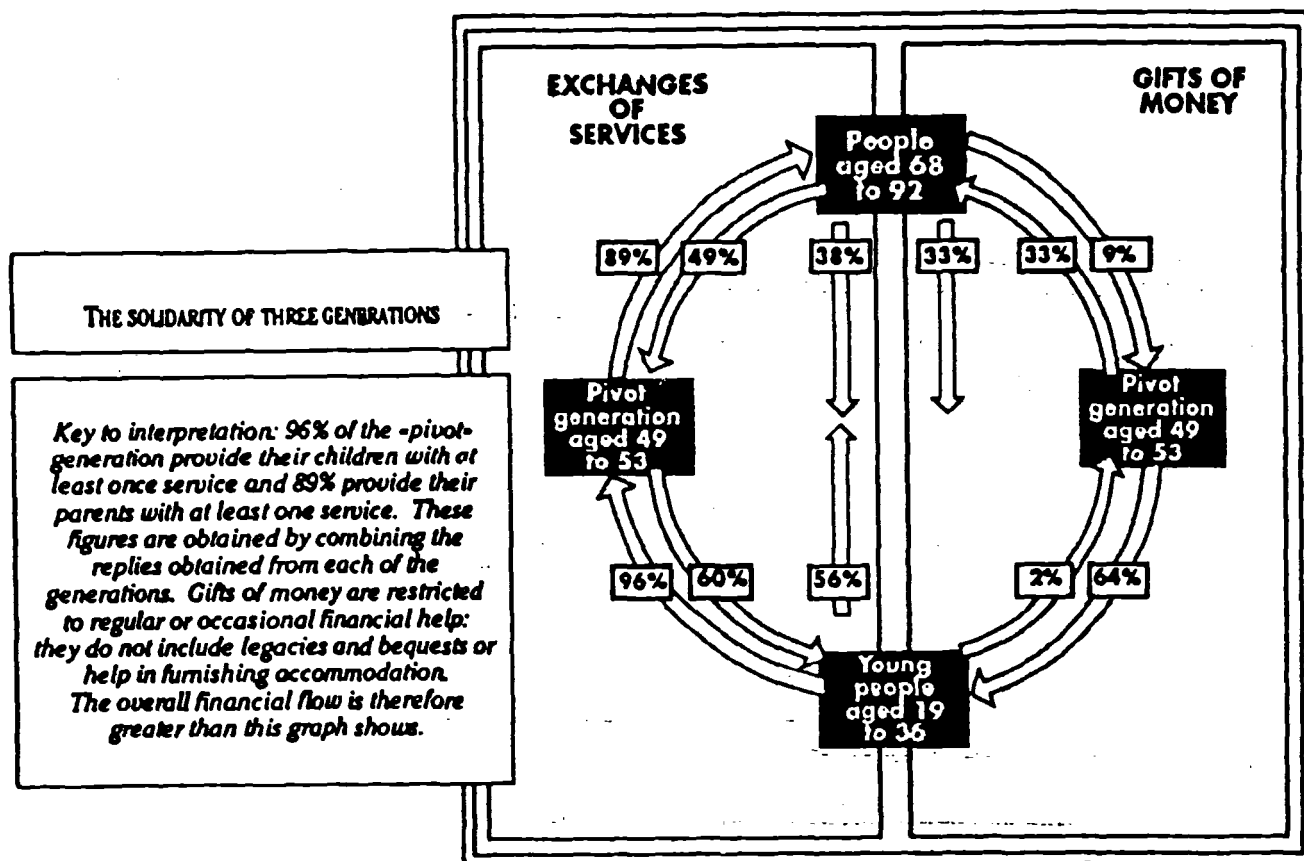 EXCHANGES
OF
SERVICES
GIFTS OF
MONEY
People
aged 68
to 92
89%
49%
38%
33%
33%
9%
THE SOLIDARITY OF THREE GENERATIONS
Pivot
generation
aged 49
to 53
Pivot
generation
aged 49
to 53
Key to interpretation: 96% of the «pivot»
generation provide their children with at
least once service and 89% provide their
parents with at least one service. These
figures are obtained by combining the
replies obtained from each of the
generations. Gifts of money are restricted
to regular or occasional financial help:
they do not include legacies and bequests or
help in furnishing accommodation.
The overall financial flow is therefore
greater than this graph shows.
96%
60%
56%
2%
64%
Young
people
aged 19
to 36